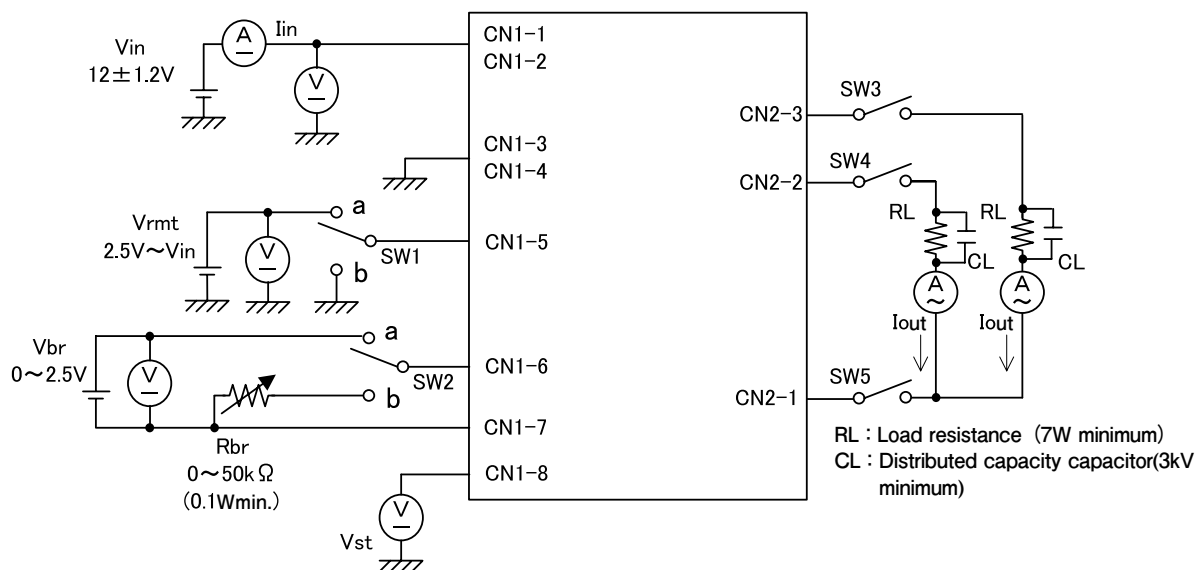 Vin
12±1.2V
A
Iin
V
CN1-1
CN1-2
CN1-3
CN1-4
Vrmt
2.5V~Vin
V
a
b
SW1
CN1-5
Vbr
0~2.5V
V
a
b
SW2
CN1-6
Rbr
0~50kΩ
(0.1Wmin.)
CN1-7
CN1-8
V
Vst
CN2-3
SW3
CN2-2
SW4
RL
CL
RL
CL
A
~
A
~
Iout
Iout
CN2-1
SW5
RL : Load resistance (7W minimum)
CL : Distributed capacity capacitor(3kV
minimum)